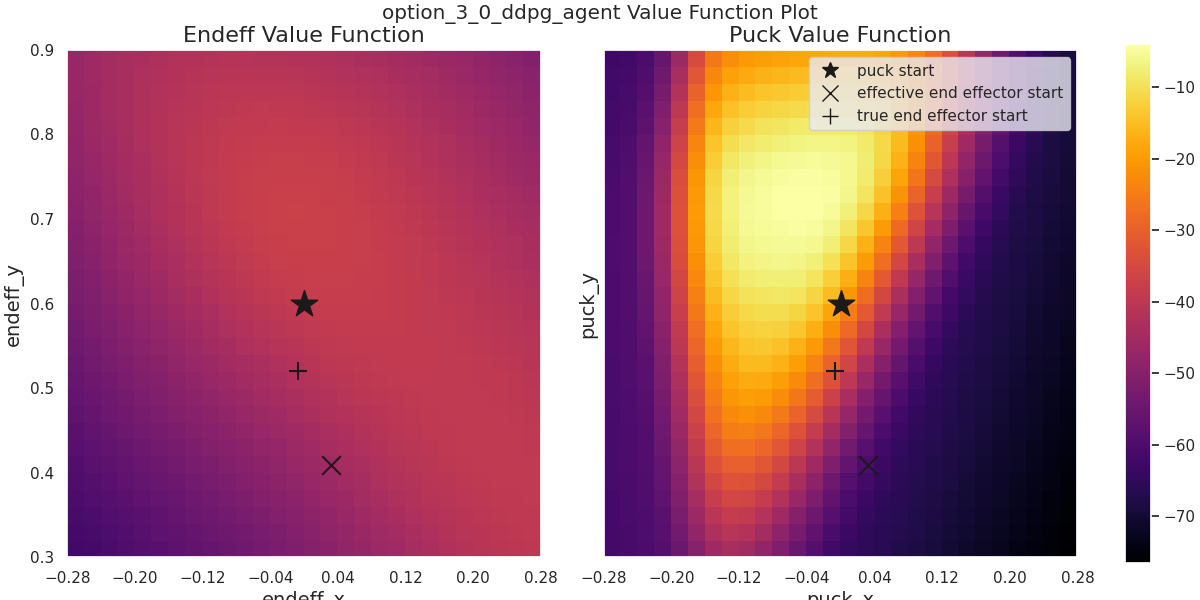 option_3_0_ddpg_agent Value Function Plot
Endeff Value Function
Puck Value Function
puck start
effective end effector start
true end effector start
endeff_y
0.9
0.8
0.7
0.6
0.5
0.4
0.3
−0.28 −0.20 −0.12 −0.04 0.04 0.12 0.20 0.28
endeff_x
puck_y
−0.28 −0.20 −0.12 −0.04 0.04 0.12 0.20 0.28
puck_x
−10
−20
−30
−40
−50
−60
−70